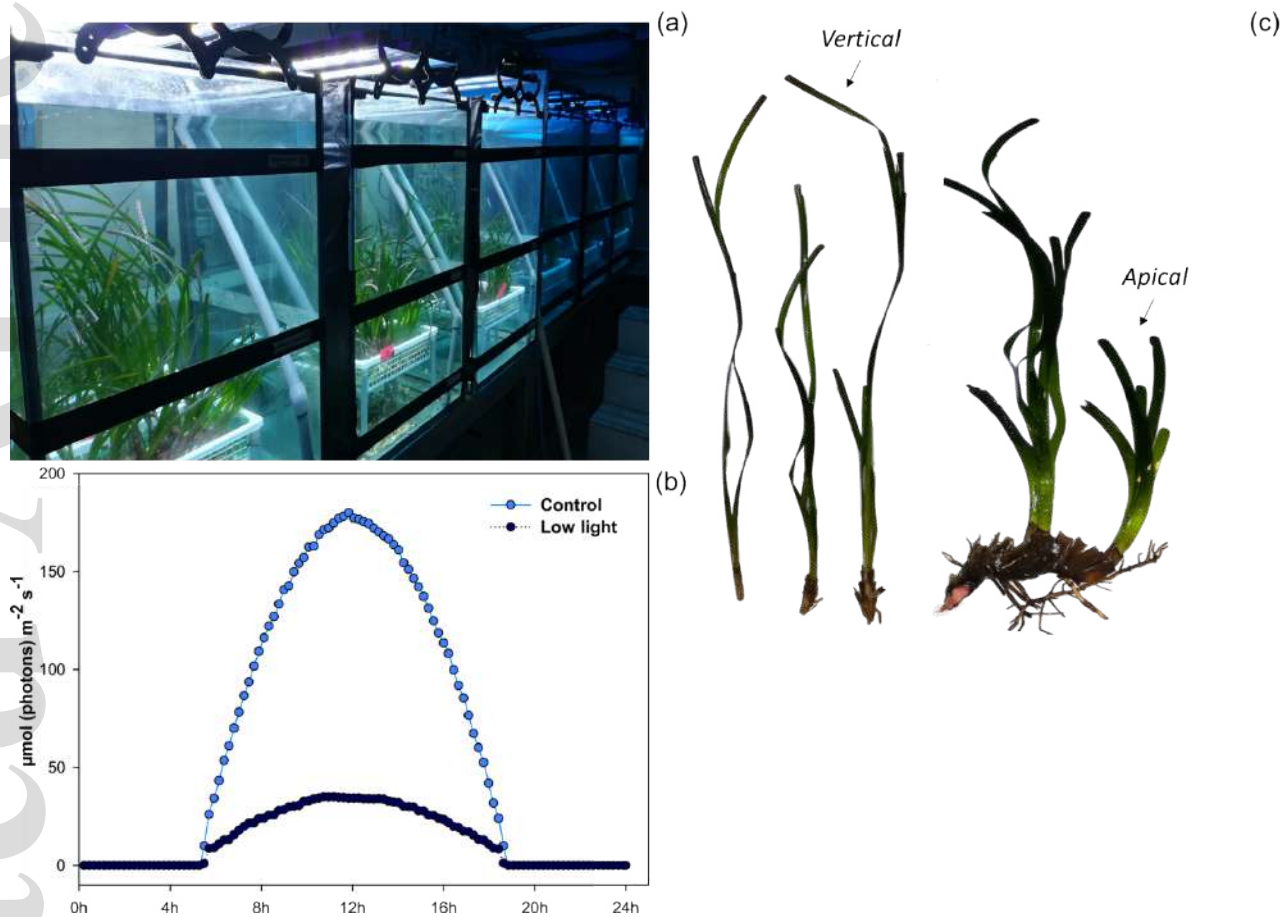 (a)
Vertical
(c)
Apical
(b)
200
150
100
50
0
µmol (photons) m⁻² s⁻¹
Control
Low light
0h
4h
8h
12h
16h
20h
24h